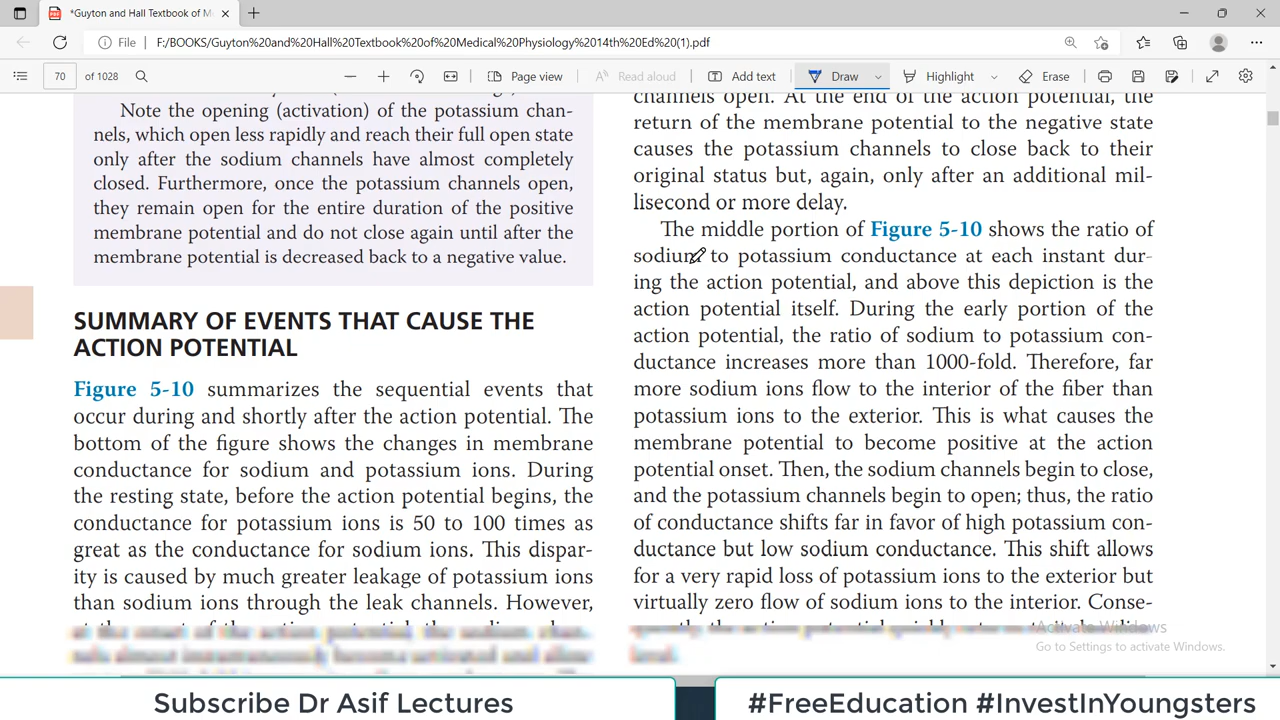 *Guyton and Hall Textbook of M
File
F:/BOOKS/Guyton%20and%20Hall%20Textbook%20of%20Medical%20Physiology%2014th%20Ed%20(1).pdf
70 of 1028
Page view
Read aloud
Add text
Draw
Highlight
Erase
Note the opening (activation) of the potassium chan-
nels, which open less rapidly and reach their full open state
only after the sodium channels have almost completely
closed. Furthermore, once the potassium channels open,
they remain open for the entire duration of the positive
membrane potential and do not close again until after the
membrane potential is decreased back to a negative value.
SUMMARY OF EVENTS THAT CAUSE THE
ACTION POTENTIAL
Figure 5-10 summarizes the sequential events that
occur during and shortly after the action potential. The
bottom of the figure shows the changes in membrane
conductance for sodium and potassium ions. During
the resting state, before the action potential begins, the
conductance for potassium ions is 50 to 100 times as
great as the conductance for sodium ions. This dispar-
ity is caused by much greater leakage of potassium ions
than sodium ions through the leak channels. However,
channels open. At the end of the action potential, the
return of the membrane potential to the negative state
causes the potassium channels to close back to their
original status but, again, only after an additional mil-
lisecond or more delay.
The middle portion of Figure 5-10 shows the ratio of
sodium to potassium conductance at each instant dur-
ing the action potential, and above this depiction is the
action potential itself. During the early portion of the
action potential, the ratio of sodium to potassium con-
ductance increases more than 1000-fold. Therefore, far
more sodium ions flow to the interior of the fiber than
potassium ions to the exterior. This is what causes the
membrane potential to become positive at the action
potential onset. Then, the sodium channels begin to close,
and the potassium channels begin to open; thus, the ratio
of conductance shifts far in favor of high potassium con-
ductance but low sodium conductance. This shift allows
for a very rapid loss of potassium ions to the exterior but
virtually zero flow of sodium ions to the interior. Conse-
Activate Windows
Go to Settings to activate Windows.
Subscribe Dr Asif Lectures
#FreeEducation #InvestInYoungsters